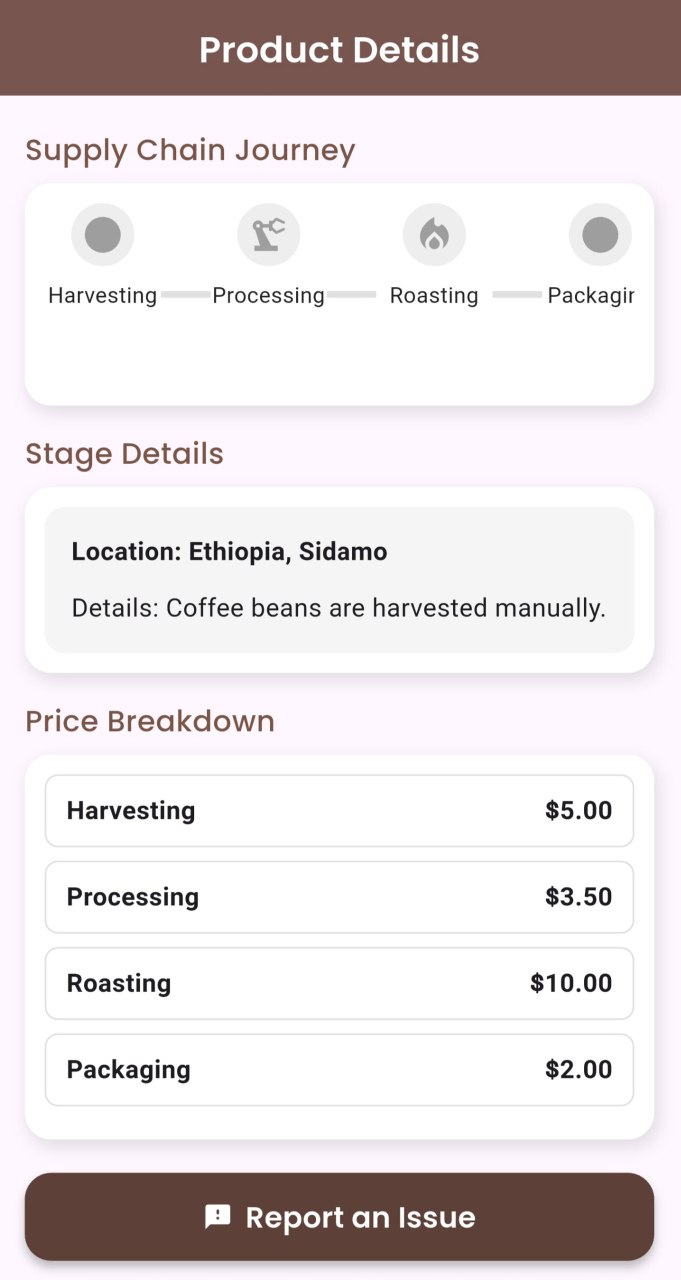 Product Details
Supply Chain Journey
Harvesting Processing Roasting Packagin
Stage Details
Location: Ethiopia, Sidamo
Details: Coffee beans are harvested manually.
Price Breakdown
Harvesting $5.00
Processing $3.50
Roasting $10.00
Packaging $2.00
Report an Issue